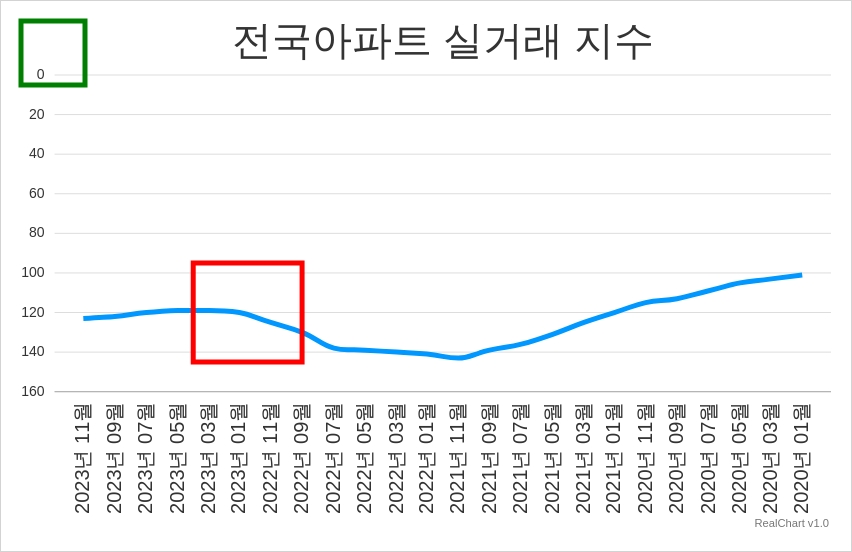 전국아파트 실거래 지수
0
20
40
60
80
100
120
140
160
2023년 11월
2023년 09월
2023년 07월
2023년 05월
2023년 03월
2023년 01월
2022년 11월
2022년 09월
2022년 07월
2022년 05월
2022년 03월
2022년 01월
2021년 11월
2021년 09월
2021년 07월
2021년 05월
2021년 03월
2021년 01월
2020년 11월
2020년 09월
2020년 07월
2020년 05월
2020년 03월
2020년 01월
RealChart v1.0